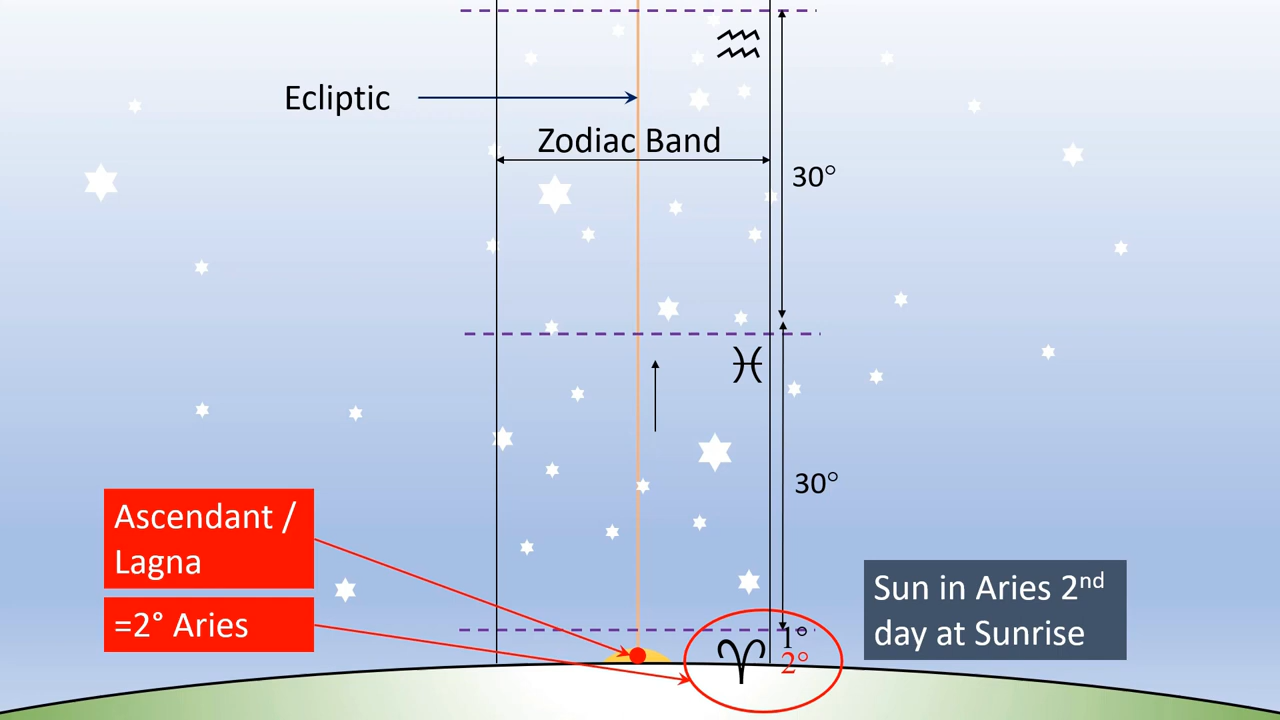 ♒
Ecliptic
Zodiac Band
30°
♓
30°
Ascendant /
Lagna
=2° Aries
Sun in Aries 2nd
day at Sunrise
1°
♈
2°